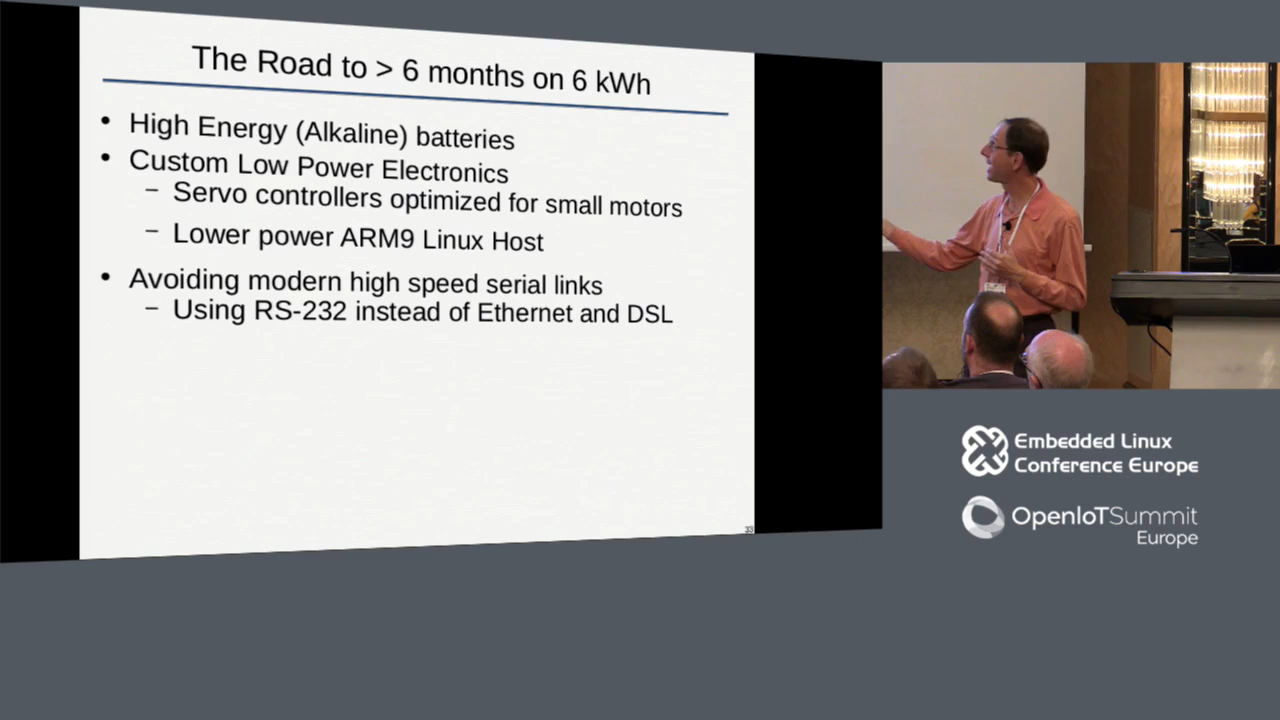 The Road to > 6 months on 6 kWh
• High Energy (Alkaline) batteries
• Custom Low Power Electronics
– Servo controllers optimized for small motors
– Lower power ARM9 Linux Host
• Avoiding modern high speed serial links
– Using RS-232 instead of Ethernet and DSL
33
Embedded Linux
Conference Europe
OpenIoTSummit
Europe